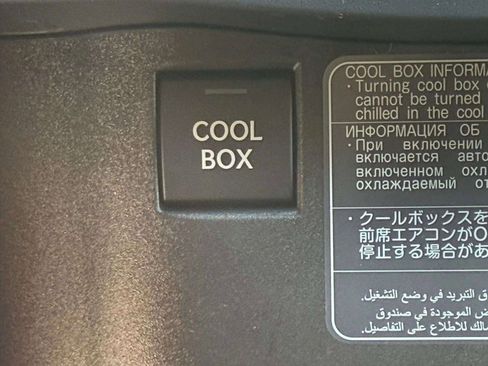 COOL
BOX
COOL BOX INFORMA
・Turning cool box
cannot be turned
chilled in the cool
ИНФОРМАЦИЯ ОБ
・При включении
включается авто
включенном охл
охлаждаемый от
・クールボックスを
前席エアコンがO
停止する場合があ
ق التبريد في وضع التشغيل.
ض الموجودة في صندوق
مالك للاطلاع على التفاصيل.